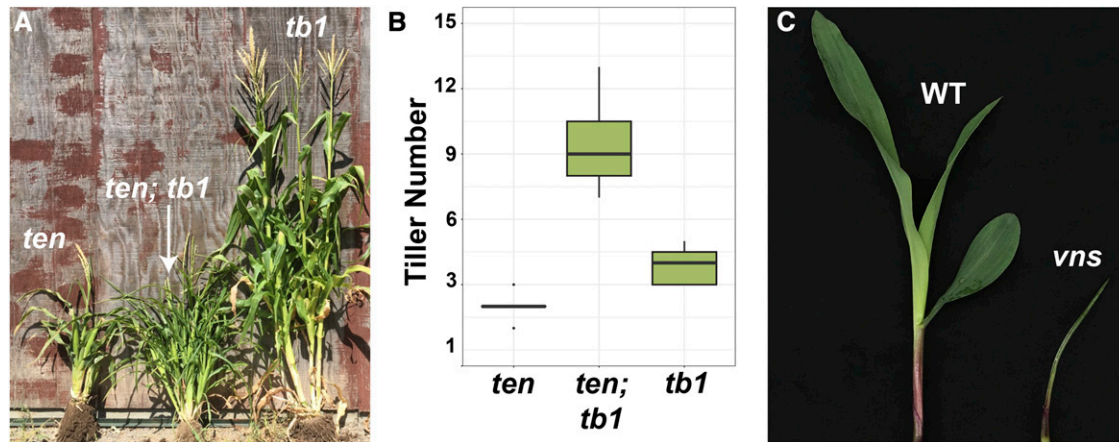 A
tb1
ten; tb1
ten
B
Tiller Number
15
12
9
6
3
1
ten
ten;
tb1
tb1
C
WT
vns